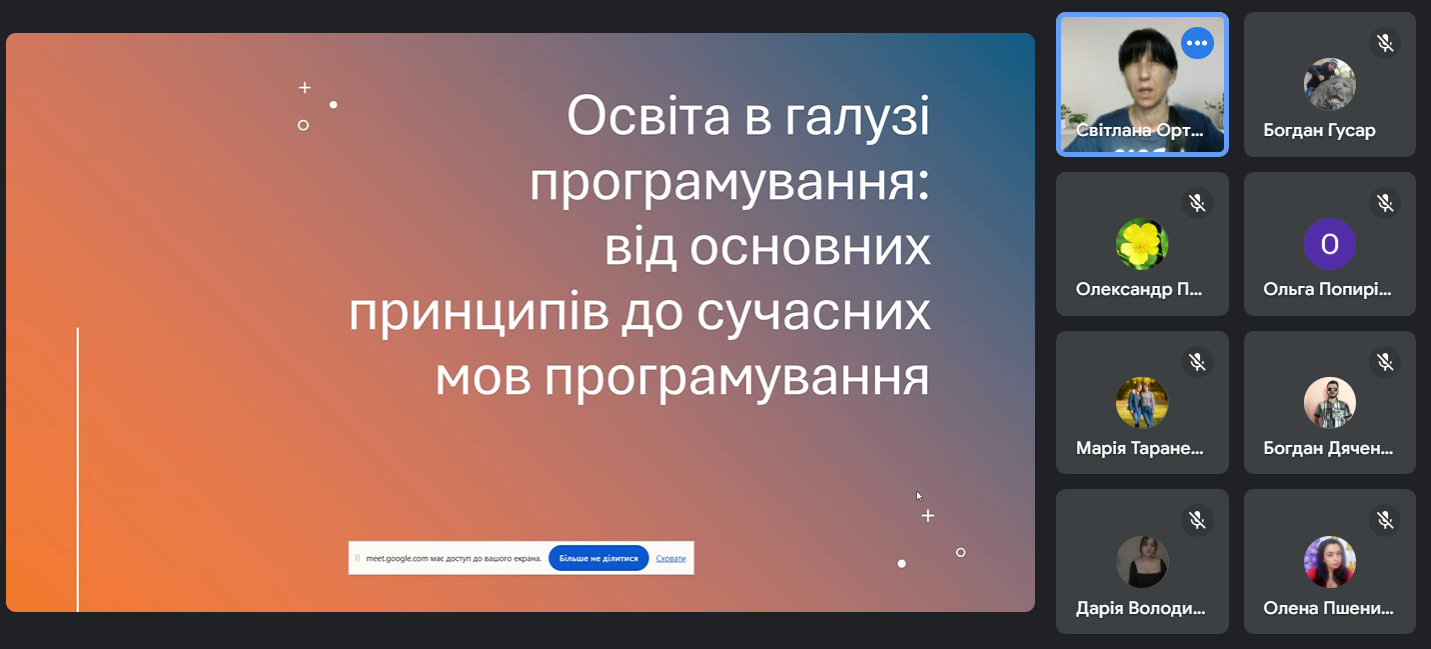 Освіта в галузі
програмування:
від основних
принципів до сучасних
мов програмування
meet.google.com має доступ до вашого екрана.
Більше не ділитися
Сховати
Світлана Орт...
Богдан Гусар
Олександр П...
О
Ольга Попирі...
Марія Таране...
Богдан Дячен...
Дарія Володи...
Олена Пшени...